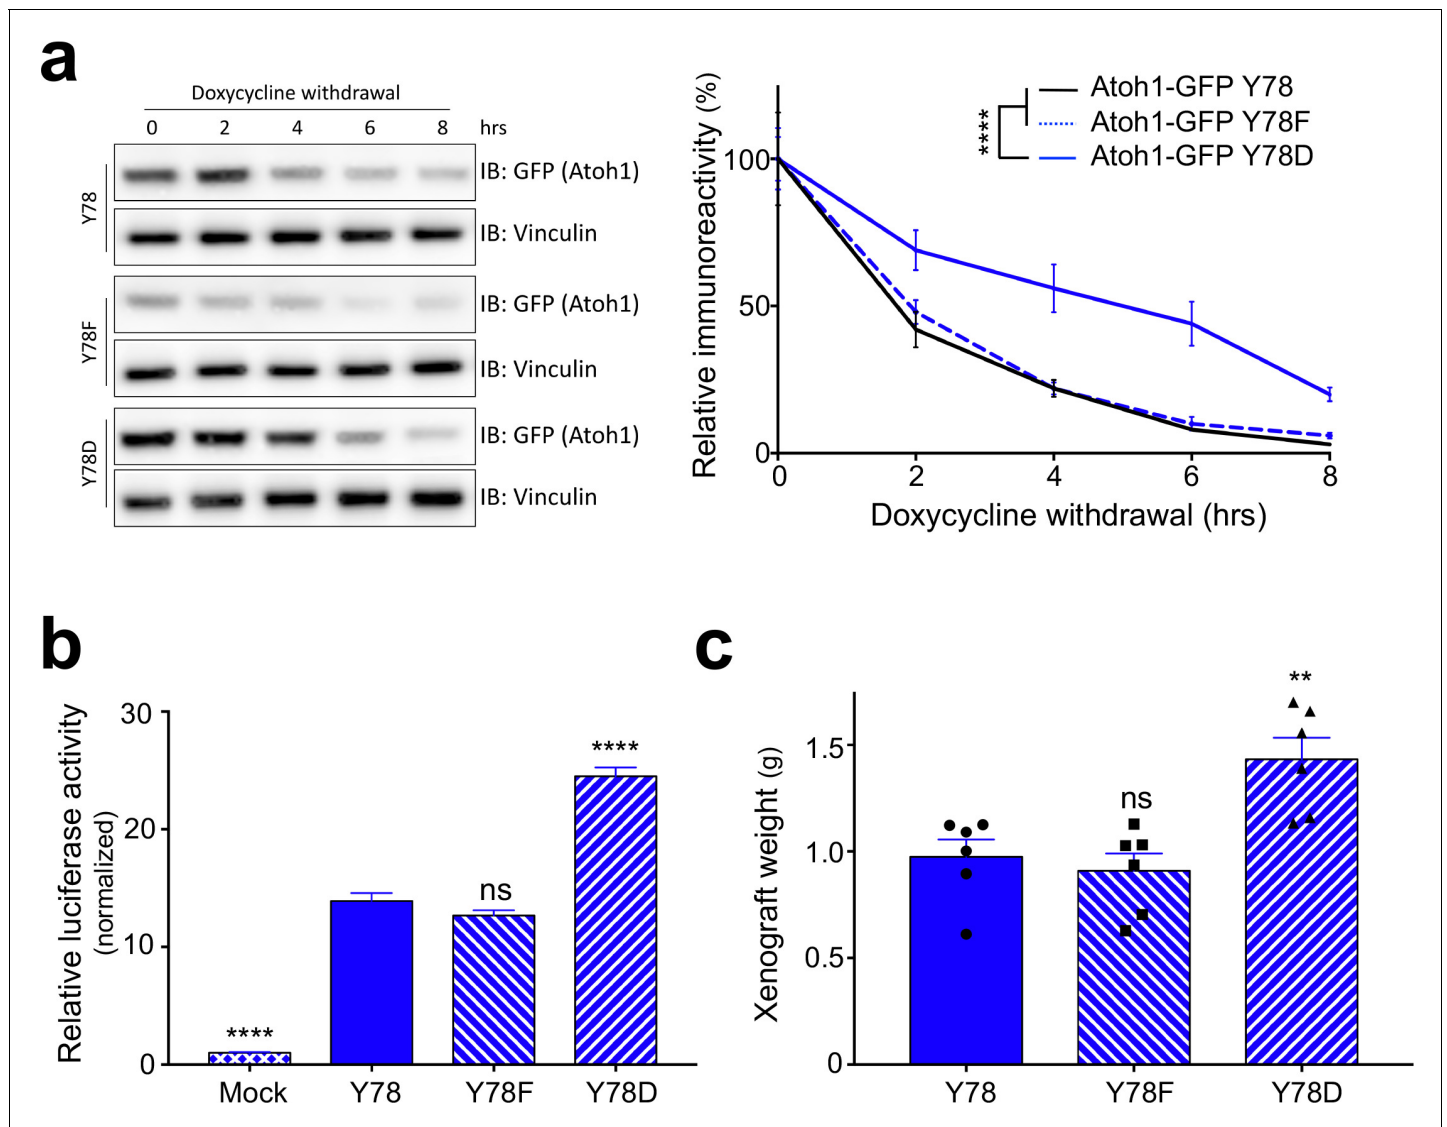 a
Doxycycline withdrawal
0 2 4 6 8 hrs
Y78
IB: GFP (Atoh1)
IB: Vinculin
Y78F
IB: GFP (Atoh1)
IB: Vinculin
Y78D
IB: GFP (Atoh1)
IB: Vinculin
Relative immunoreactivity (%)
100
50
0
0 2 4 6 8
Doxycycline withdrawal (hrs)
****
Atoh1-GFP Y78
Atoh1-GFP Y78F
Atoh1-GFP Y78D
b
Relative luciferase activity
(normalized)
30
20
10
0
****
ns
****
Mock Y78 Y78F Y78D
c
Xenograft weight (g)
1.5
1.0
0.5
0
ns
**
Y78 Y78F Y78D